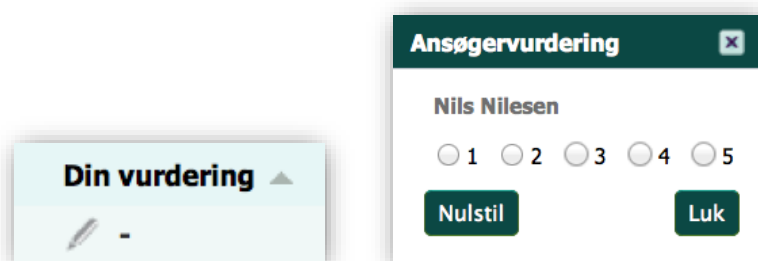 Din vurdering
-
Ansøgervurdering
Nils Nilesen
1 2 3 4 5
Nulstil Luk